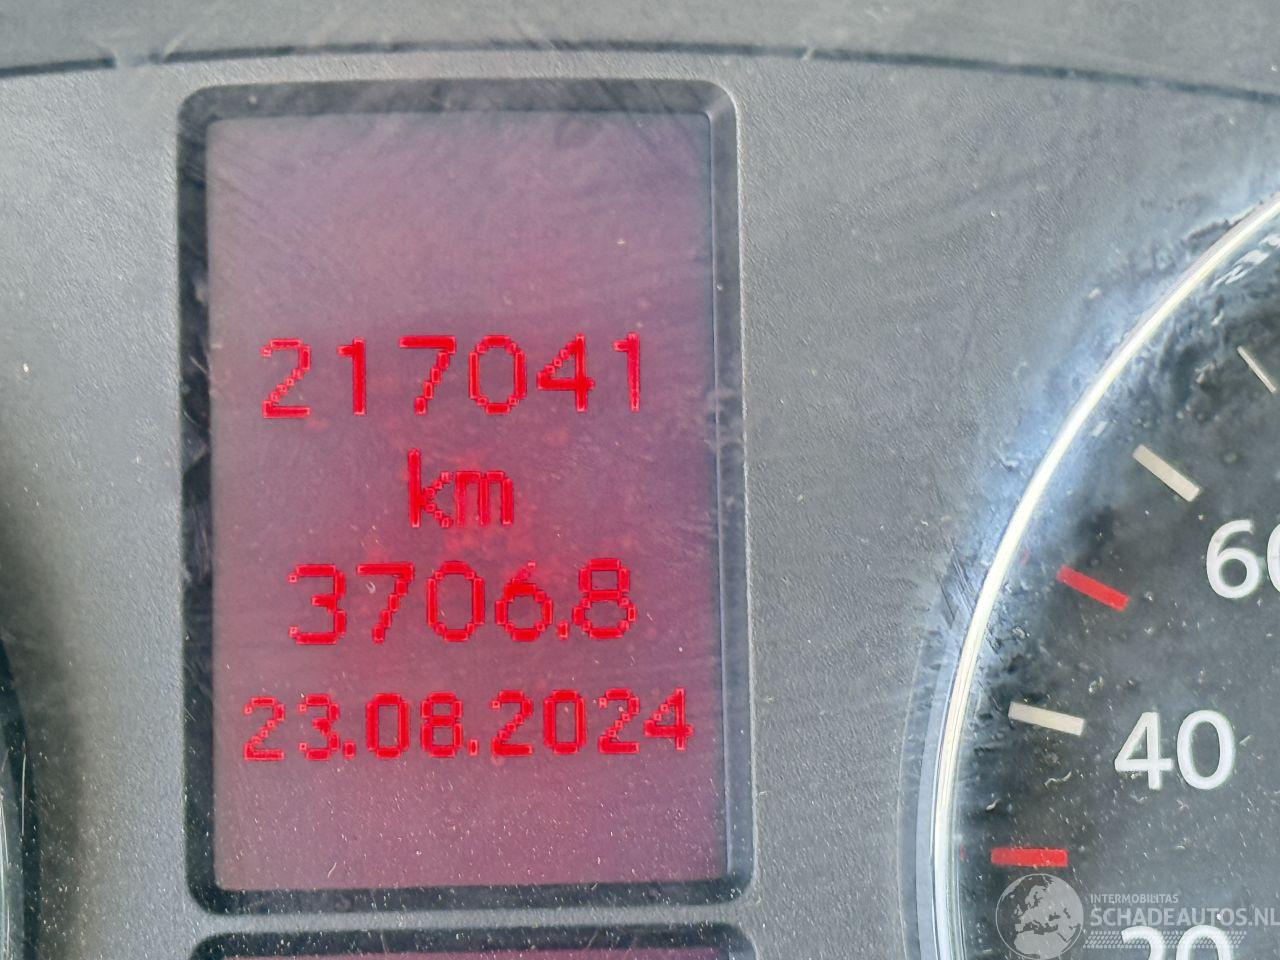 217041
km
3706.8
23.08.2024
60
40
20
INTERMOBILITAS
SCHADEAUTOS.NL